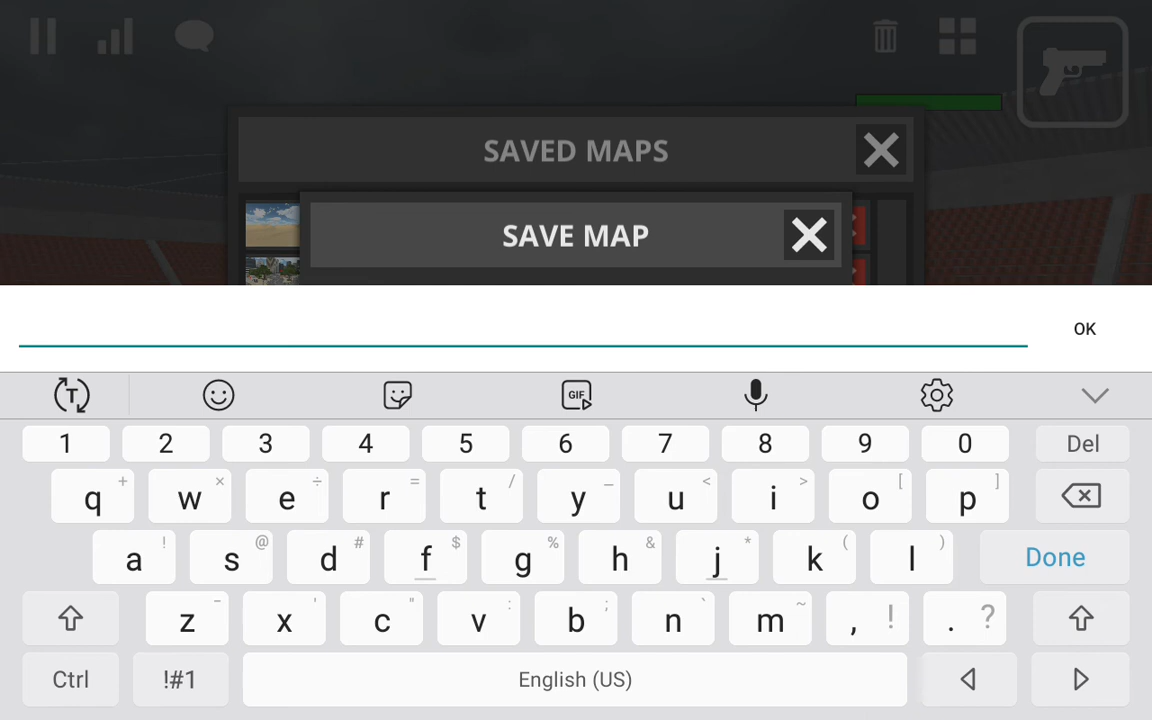 SAVED MAPS
SAVE MAP
OK
T GIF
1 2 3 4 5 6 7 8 9 0 Del
q + w × e ÷ r = t / y _ u < i > o [ p ]
a ! s @ d # f $ g % h & j * k ( l ) Done
z - x ' c " v : b ; n ` m ~ , ! . ?
Ctrl !#1 English (US)